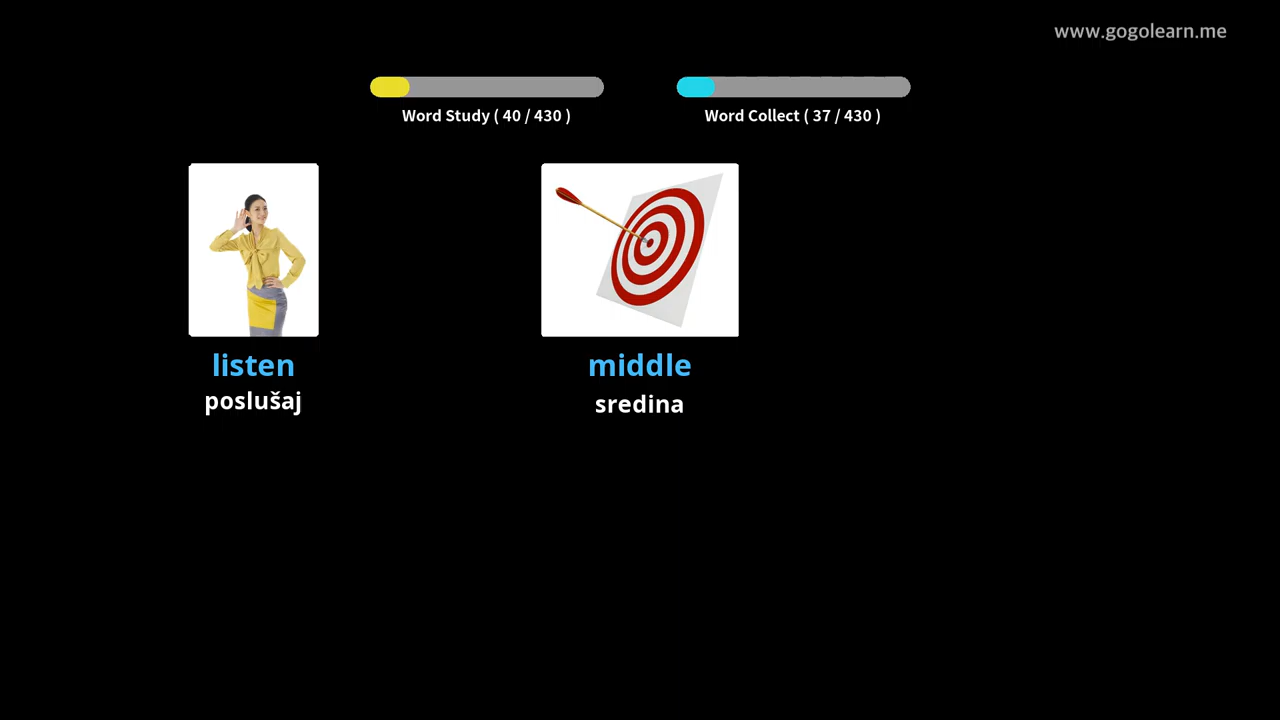 www.gogolearn.me
Word Study ( 40 / 430 )
Word Collect ( 37 / 430 )
listen
poslušaj
middle
sredina